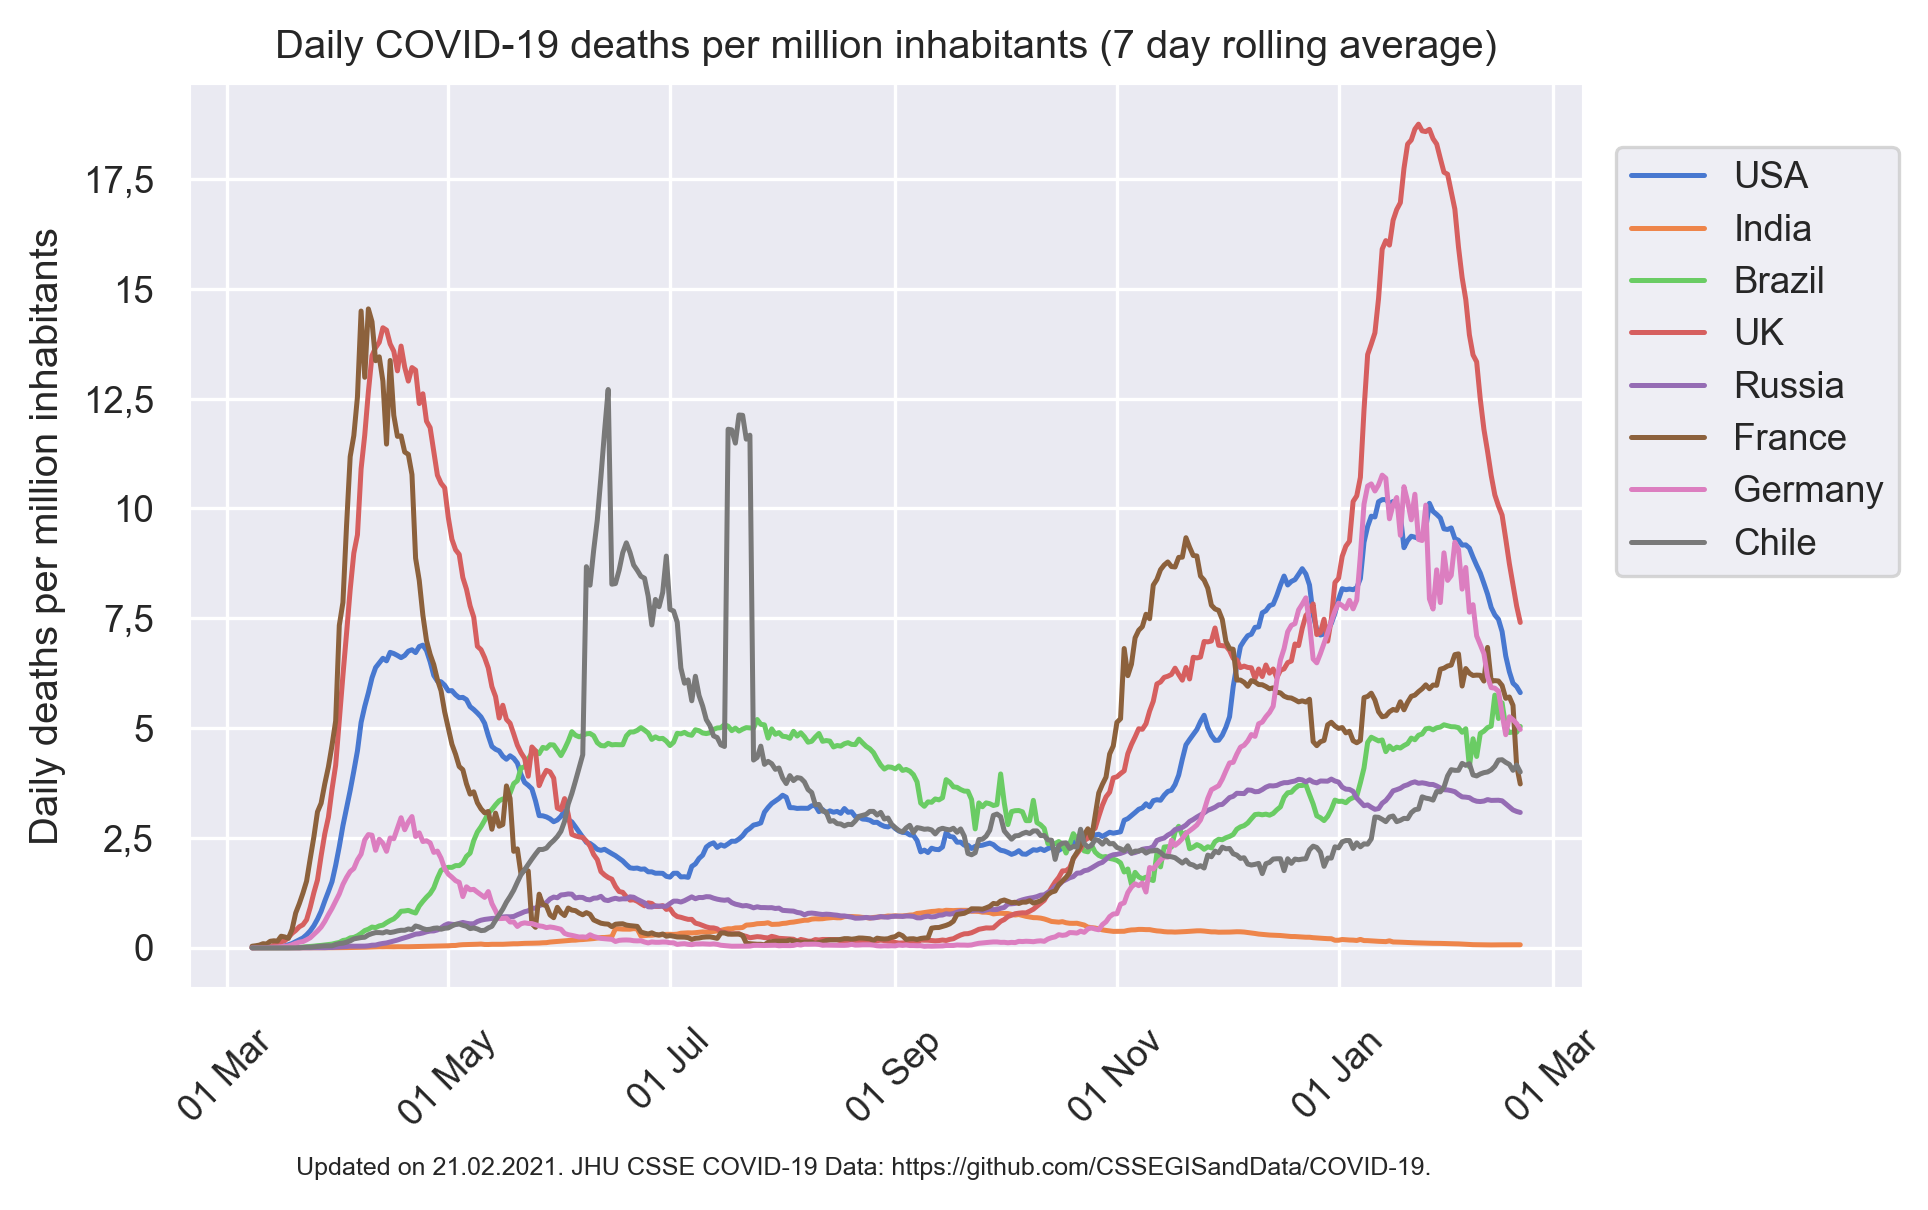 Daily COVID-19 deaths per million inhabitants (7 day rolling average)
Daily deaths per million inhabitants
17,5
15
12,5
10
7,5
5
2,5
0
01 Mar
01 May
01 Jul
01 Sep
01 Nov
01 Jan
01 Mar
USA
India
Brazil
UK
Russia
France
Germany
Chile
Updated on 21.02.2021. JHU CSSE COVID-19 Data: https://github.com/CSSEGISandData/COVID-19.